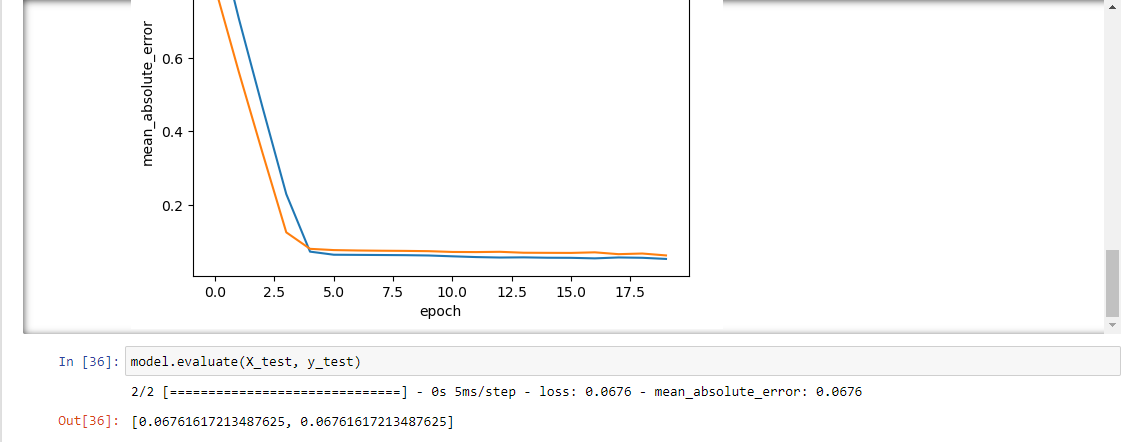 mean_absolute_error
0.6
0.4
0.2
0.0 2.5 5.0 7.5 10.0 12.5 15.0 17.5
epoch
In [36]: model.evaluate(X_test, y_test)
2/2 [==============================] - 0s 5ms/step - loss: 0.0676 - mean_absolute_error: 0.0676
Out[36]: [0.06761617213487625, 0.06761617213487625]